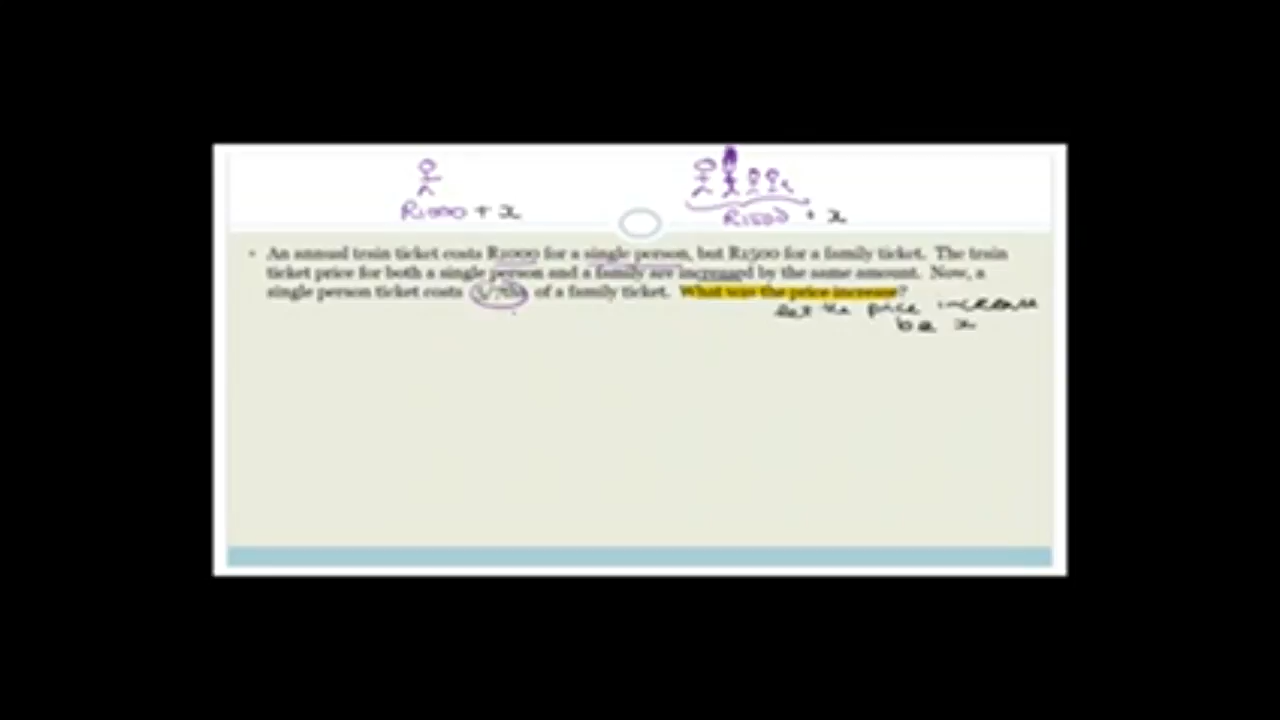 R1000 + x
R1500 + x
• An annual train ticket costs R1000 for a single person, but R1500 for a family ticket. The train
ticket price for both a single person and a family are increased by the same amount. Now, a
single person ticket costs of a family ticket. What was the price increase?
let the price increase
be x